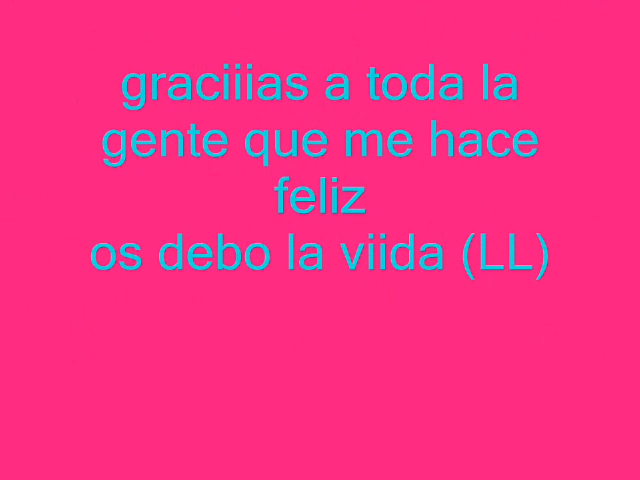 graciiias a toda la
gente que me hace
feliz
os debo la viida (LL)